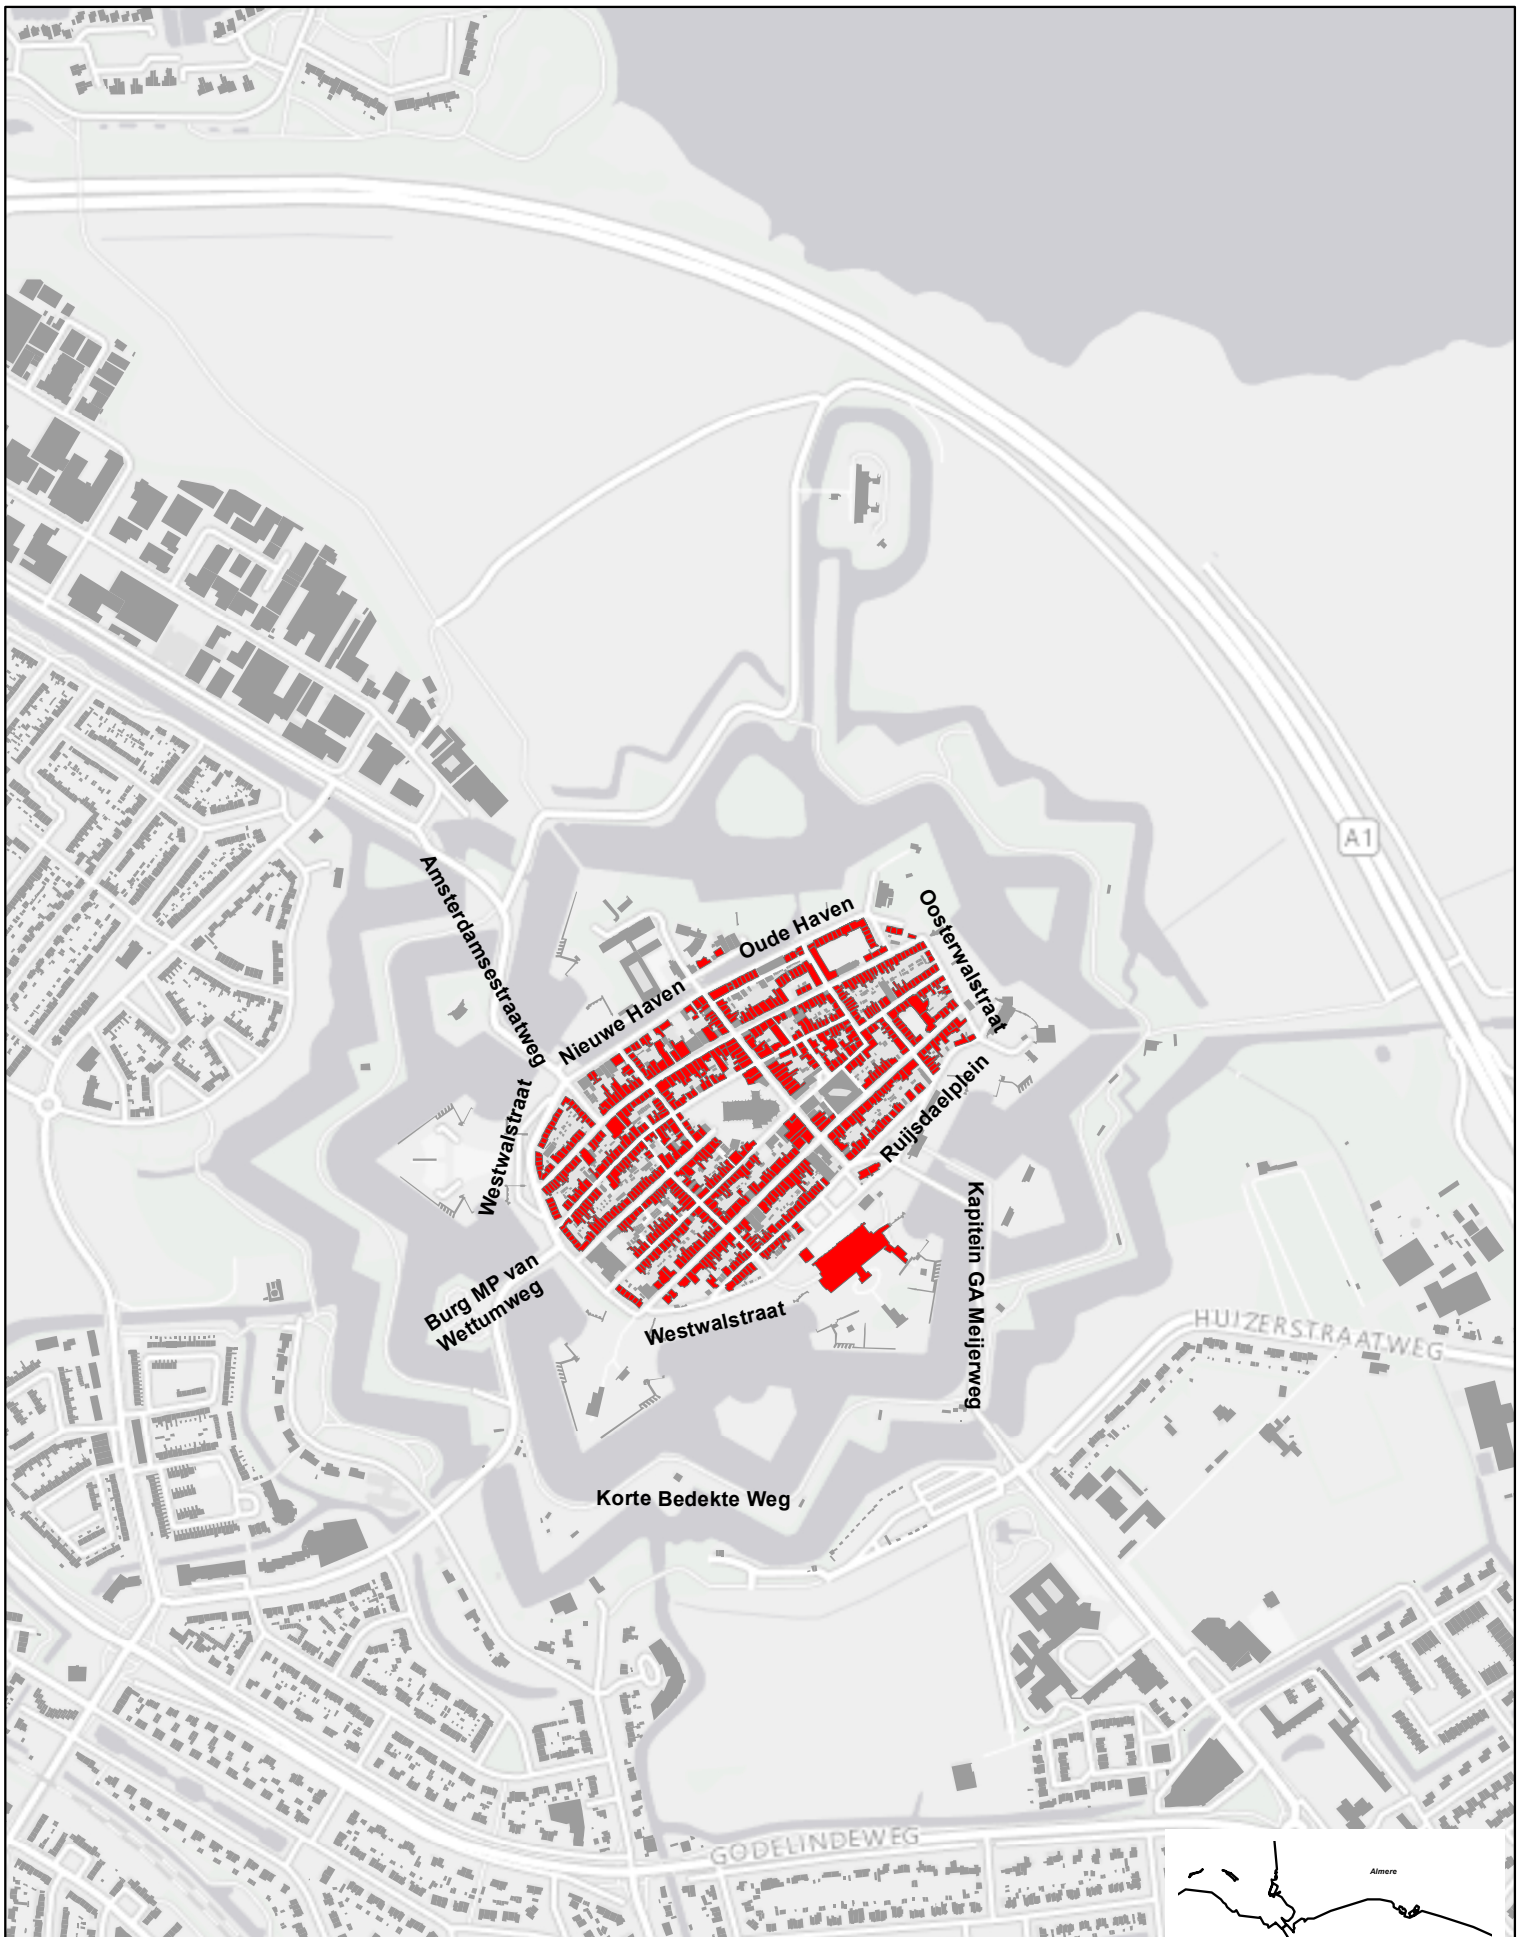 A1
Oude Haven
Oosterwalstraat
Amsterdamsestraatweg
Nieuwe Haven
Ruijsdaelplein
Westwalstraat
Kapitein GA Meijerweg
Burg MP van
Wettumweg
Westwalstraat
HUIZERSTRAATWEG
Korte Bedekte Weg
GODELINDEWEG
Almere